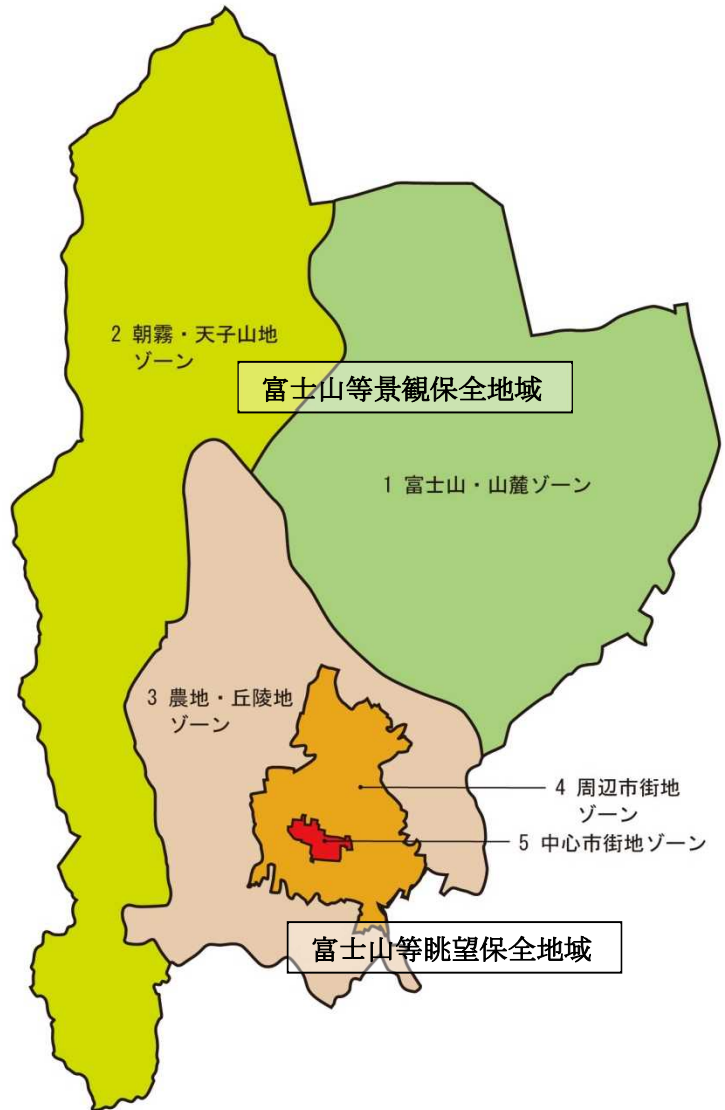 2 朝霧・天子山地
ゾーン
富士山等景観保全地域
1 富士山・山麓ゾーン
3 農地・丘陵地
ゾーン
4 周辺市街地
ゾーン
5 中心市街地ゾーン
富士山等眺望保全地域